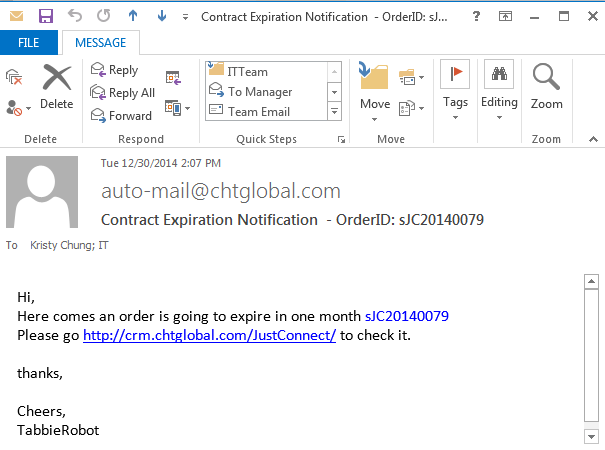 Contract Expiration Notification - OrderID: sJ...
FILE MESSAGE
Delete
Reply
Reply All
Forward
ITTeam
To Manager
Team Email
Move
Tags
Editing
Zoom
Delete Respond Quick Steps Move Zoom
Tue 12/30/2014 2:07 PM
auto-mail@chtglobal.com
Contract Expiration Notification - OrderID: sJC20140079
To Kristy Chung; IT
Hi,
Here comes an order is going to expire in one month sJC20140079
Please go http://crm.chtglobal.com/JustConnect/ to check it.
thanks,
Cheers,
TabbieRobot